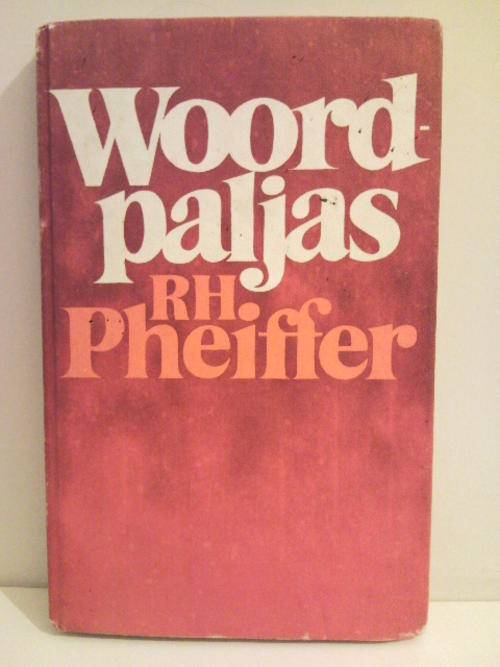 Woord-
paljas
RH
Pheiffer